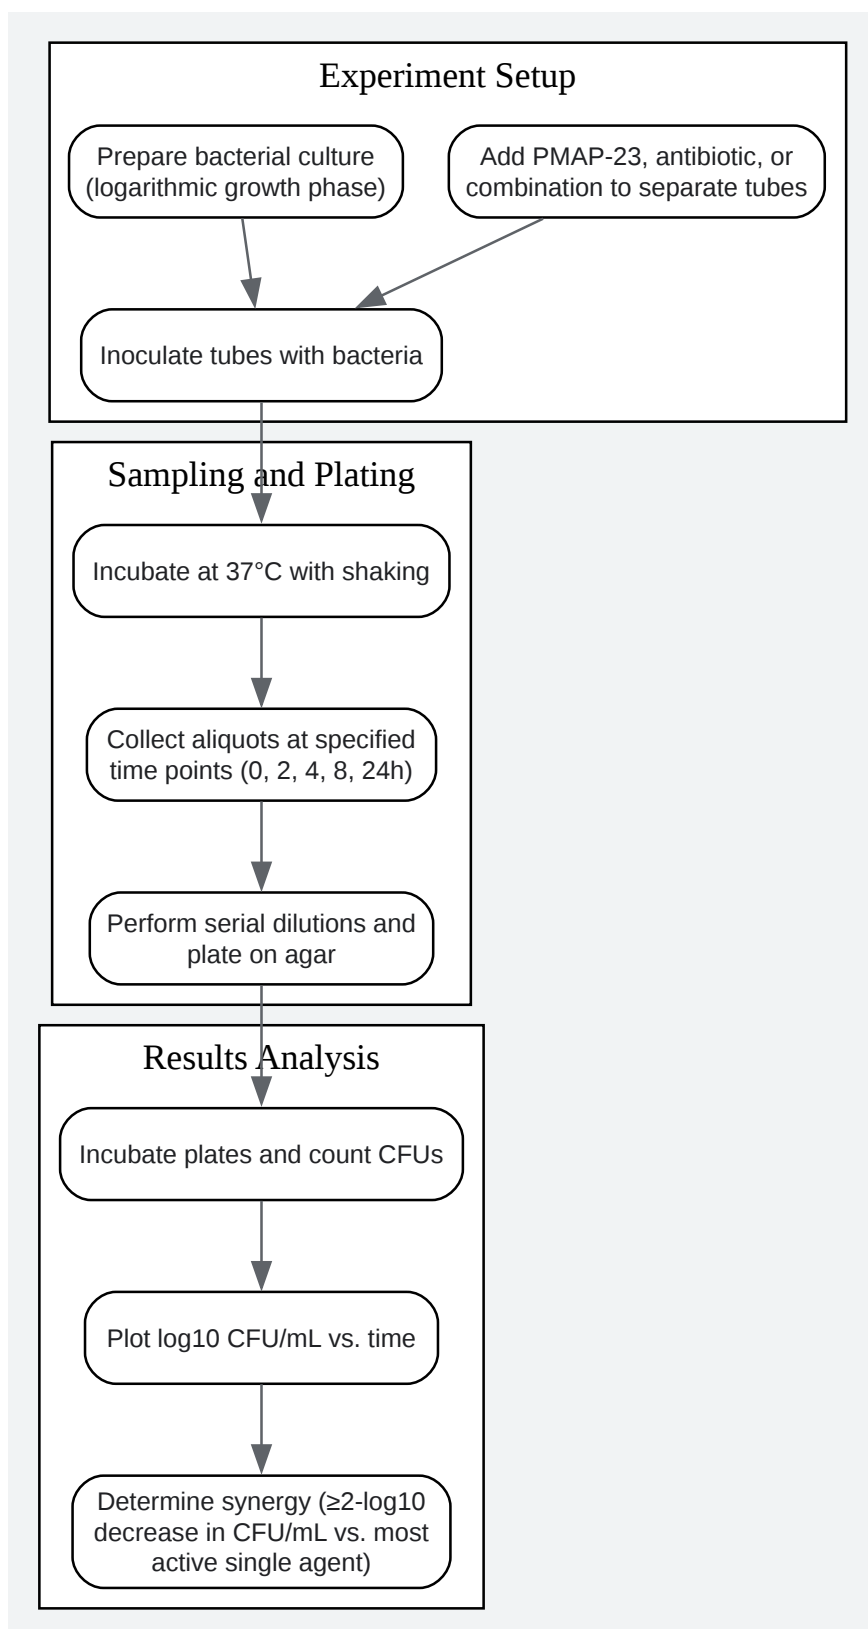 Experiment Setup
Prepare bacterial culture
(logarithmic growth phase)
Add PMAP-23, antibiotic, or
combination to separate tubes
Inoculate tubes with bacteria
Sampling and Plating
Incubate at 37°C with shaking
Collect aliquots at specified
time points (0, 2, 4, 8, 24h)
Perform serial dilutions and
plate on agar
Results Analysis
Incubate plates and count CFUs
Plot log10 CFU/mL vs. time
Determine synergy (≥2-log10
decrease in CFU/mL vs. most
active single agent)